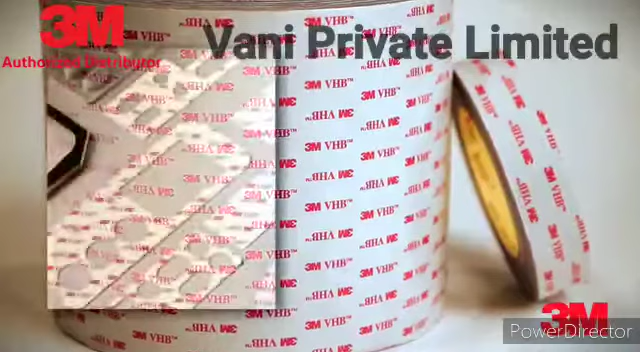 3M
Authorized Distributor
Vani Private Limited
3M VHB™
3M
PowerDirector